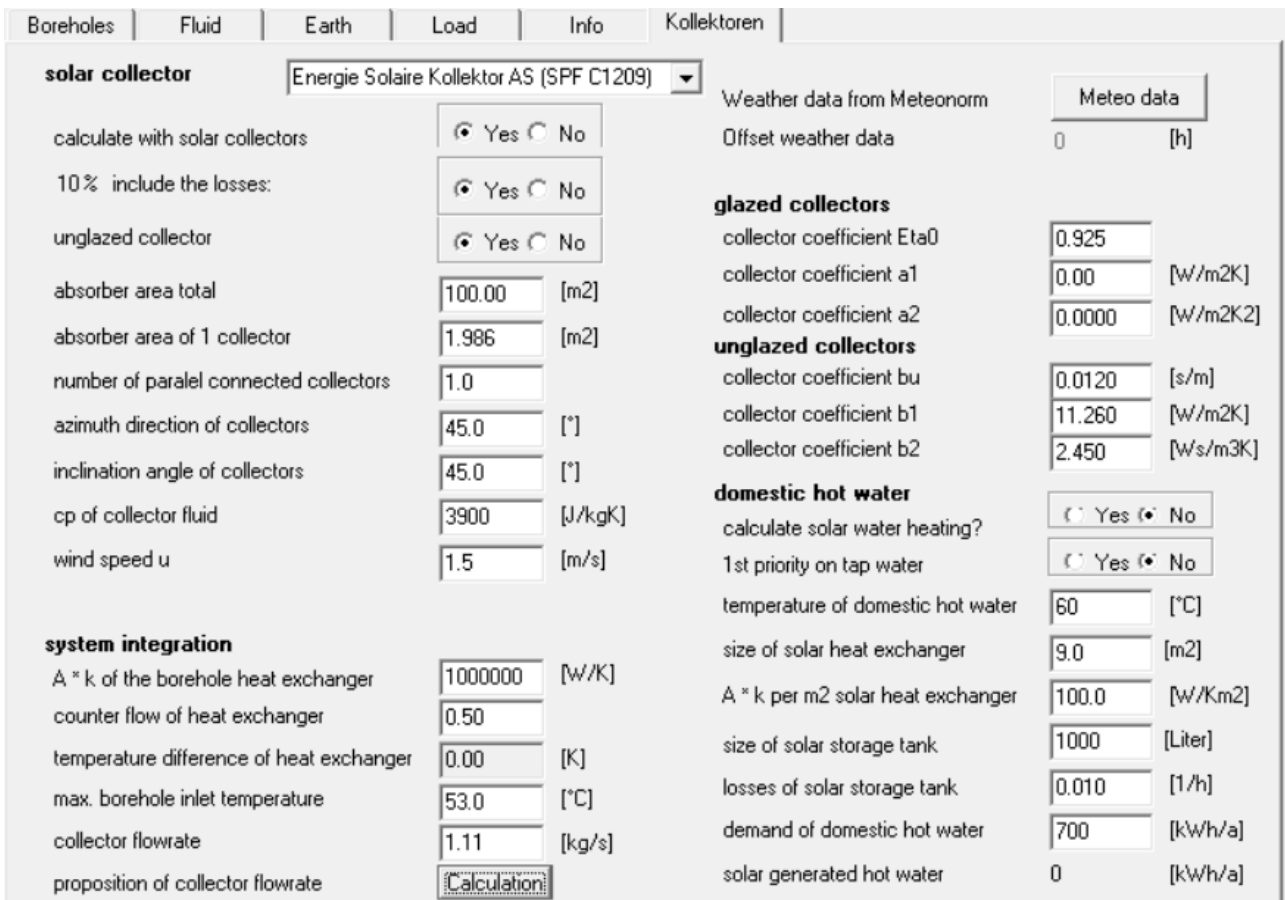 Boreholes Fluid Earth Load Info Kollektoren
solar collector Energie Solaire Kollektor AS (SPF C1209)
calculate with solar collectors Yes No
10% include the losses: Yes No
unglazed collector Yes No
absorber area total 100.00 [m2]
absorber area of 1 collector 1.986 [m2]
number of paralel connected collectors 1.0
azimuth direction of collectors 45.0 [°]
inclination angle of collectors 45.0 [°]
cp of collector fluid 3900 [J/kgK]
wind speed u 1.5 [m/s]
system integration
A * k of the borehole heat exchanger 1000000 [W/K]
counter flow of heat exchanger 0.50
temperature difference of heat exchanger 0.00 [K]
max. borehole inlet temperature 53.0 [°C]
collector flowrate 1.11 [kg/s]
proposition of collector flowrate Calculation
Weather data from Meteonorm Meteo data
Offset weather data 0 [h]
glazed collectors
collector coefficient Eta0 0.925
collector coefficient a1 0.00 [W/m2K]
collector coefficient a2 0.0000 [W/m2K2]
unglazed collectors
collector coefficient bu 0.0120 [s/m]
collector coefficient b1 11.260 [W/m2K]
collector coefficient b2 2.450 [Ws/m3K]
domestic hot water
calculate solar water heating? Yes No
1st priority on tap water Yes No
temperature of domestic hot water 60 [°C]
size of solar heat exchanger 9.0 [m2]
A * k per m2 solar heat exchanger 100.0 [W/Km2]
size of solar storage tank 1000 [Liter]
losses of solar storage tank 0.010 [1/h]
demand of domestic hot water 700 [kWh/a]
solar generated hot water 0 [kWh/a]